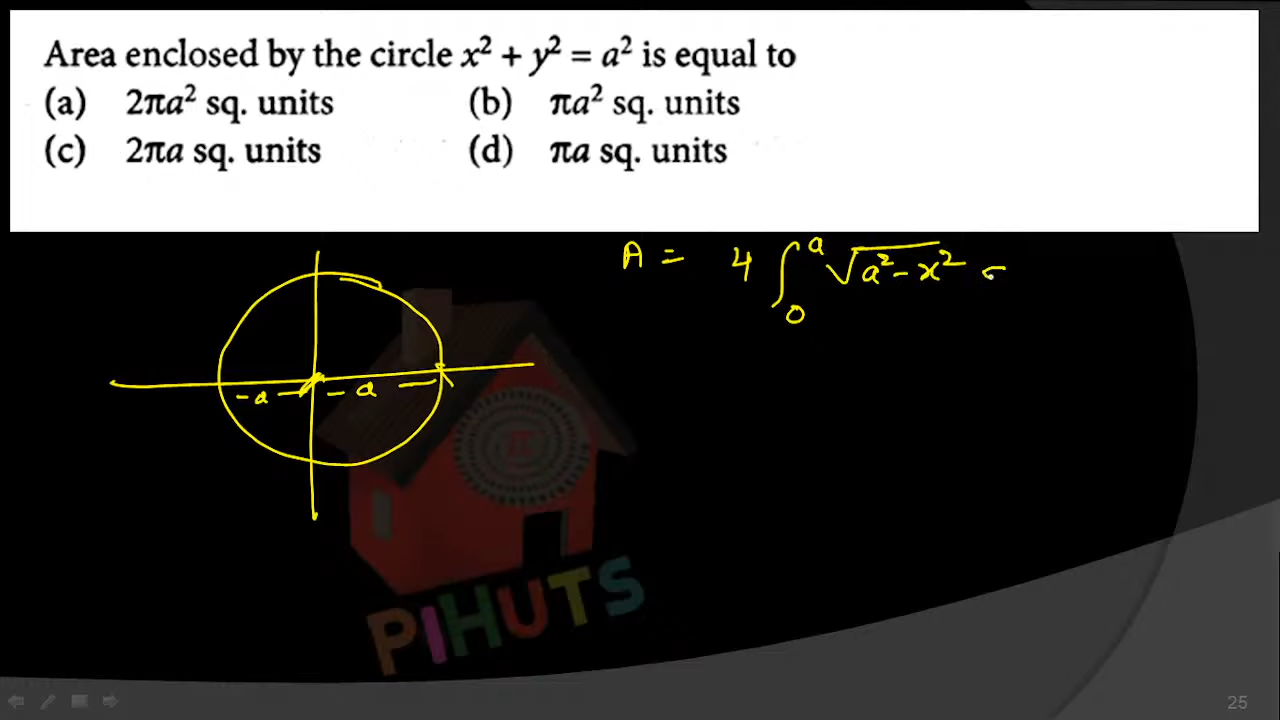 Area enclosed by the circle x² + y² = a² is equal to
(a) 2πa² sq. units (b) πa² sq. units
(c) 2πa sq. units (d) πa sq. units
A = 4 ∫₀ᵃ √(a² - x²)
-a - a
π
PIHUTS
25